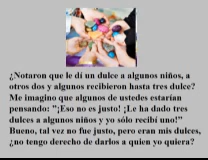 ¿Notaron que le dí un dulce a algunos niños, a
otros dos y algunos recibieron hasta tres dulce?
Me imagino que algunos de ustedes estarían
pensando: "¡Eso no es justo! ¡Le ha dado tres
dulces a algunos niños y yo sólo recibí uno!"
Bueno, tal vez no fue justo, pero eran mis dulces,
¿no tengo derecho de darlos a quien yo quiera?